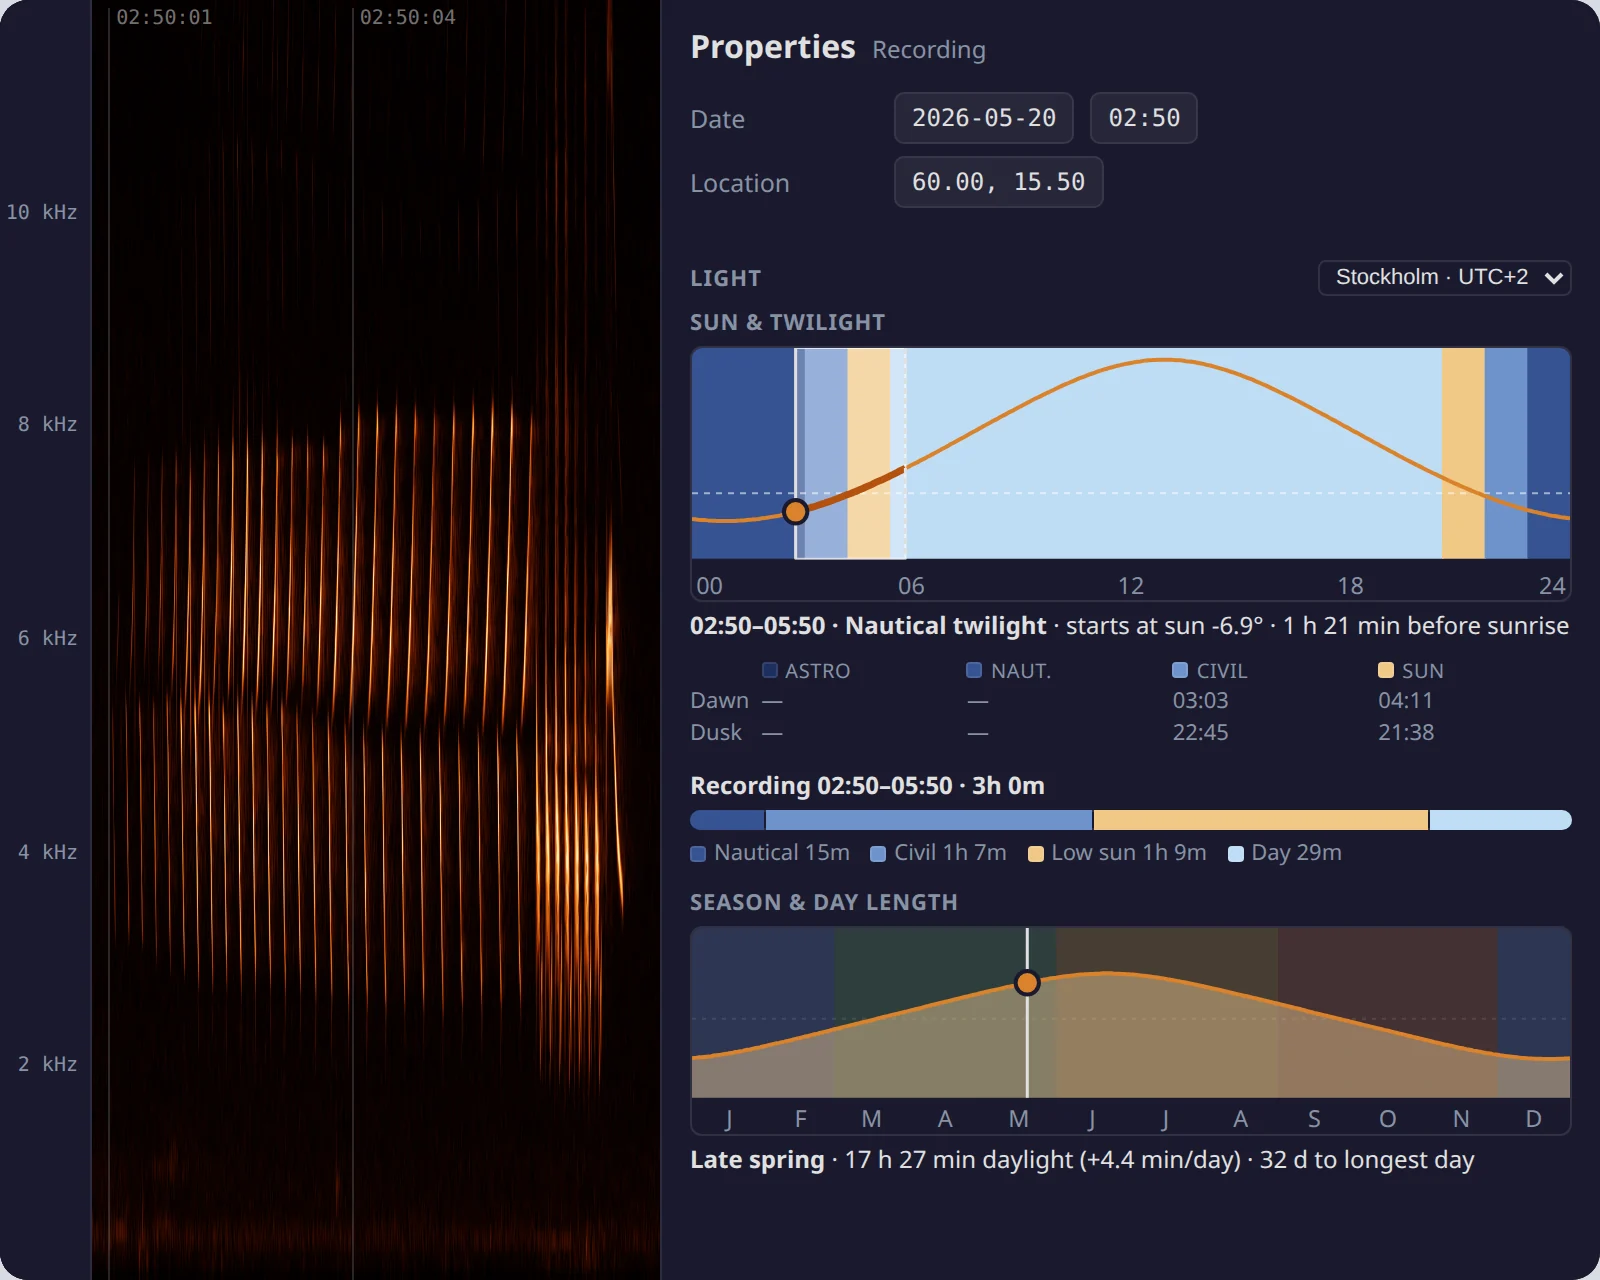 02:50:01 02:50:04
10 kHz
8 kHz
6 kHz
4 kHz
2 kHz
Properties Recording
Date 2026-05-20 02:50
Location 60.00, 15.50
LIGHT Stockholm · UTC+2
SUN & TWILIGHT
00 06 12 18 24
02:50–05:50 · Nautical twilight · starts at sun -6.9° · 1 h 21 min before sunrise
ASTRO NAUT. CIVIL SUN
Dawn — — 03:03 04:11
Dusk — — 22:45 21:38
Recording 02:50–05:50 · 3h 0m
Nautical 15m Civil 1h 7m Low sun 1h 9m Day 29m
SEASON & DAY LENGTH
J F M A M J J A S O N D
Late spring · 17 h 27 min daylight (+4.4 min/day) · 32 d to longest day